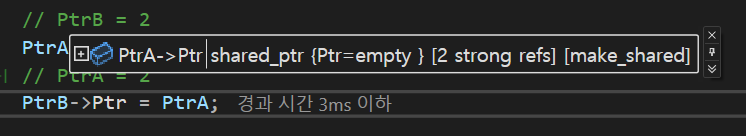 // PtrB = 2
PtrA
PtrA->Ptr shared_ptr {Ptr=empty } [2 strong refs] [make_shared]
// PtrA = 2
PtrB->Ptr = PtrA; 경과 시간 3ms 이하